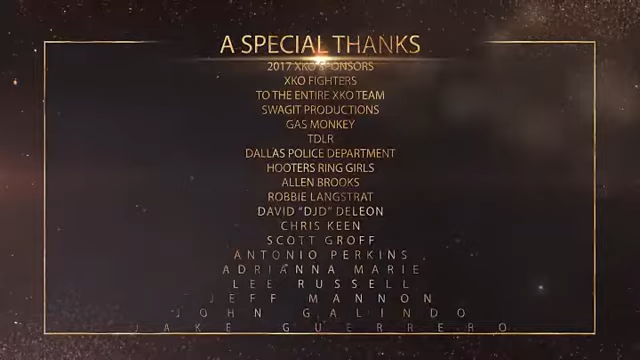 A SPECIAL THANKS
2017 XKO SPONSORS
XKO FIGHTERS
TO THE ENTIRE XKO TEAM
SWAGIT PRODUCTIONS
GAS MONKEY
TDLR
DALLAS POLICE DEPARTMENT
HOOTERS RING GIRLS
ALLEN BROOKS
ROBBIE LANGSTRAT
DAVID "DJD" DELEON
CHRIS KEEN
SCOTT GROFF
ANTONIO PERKINS
ADRIANNA MARIE
LEE RUSSELL
JEFF MANNON
JOHN GALINDO
JAKE GUERRERO